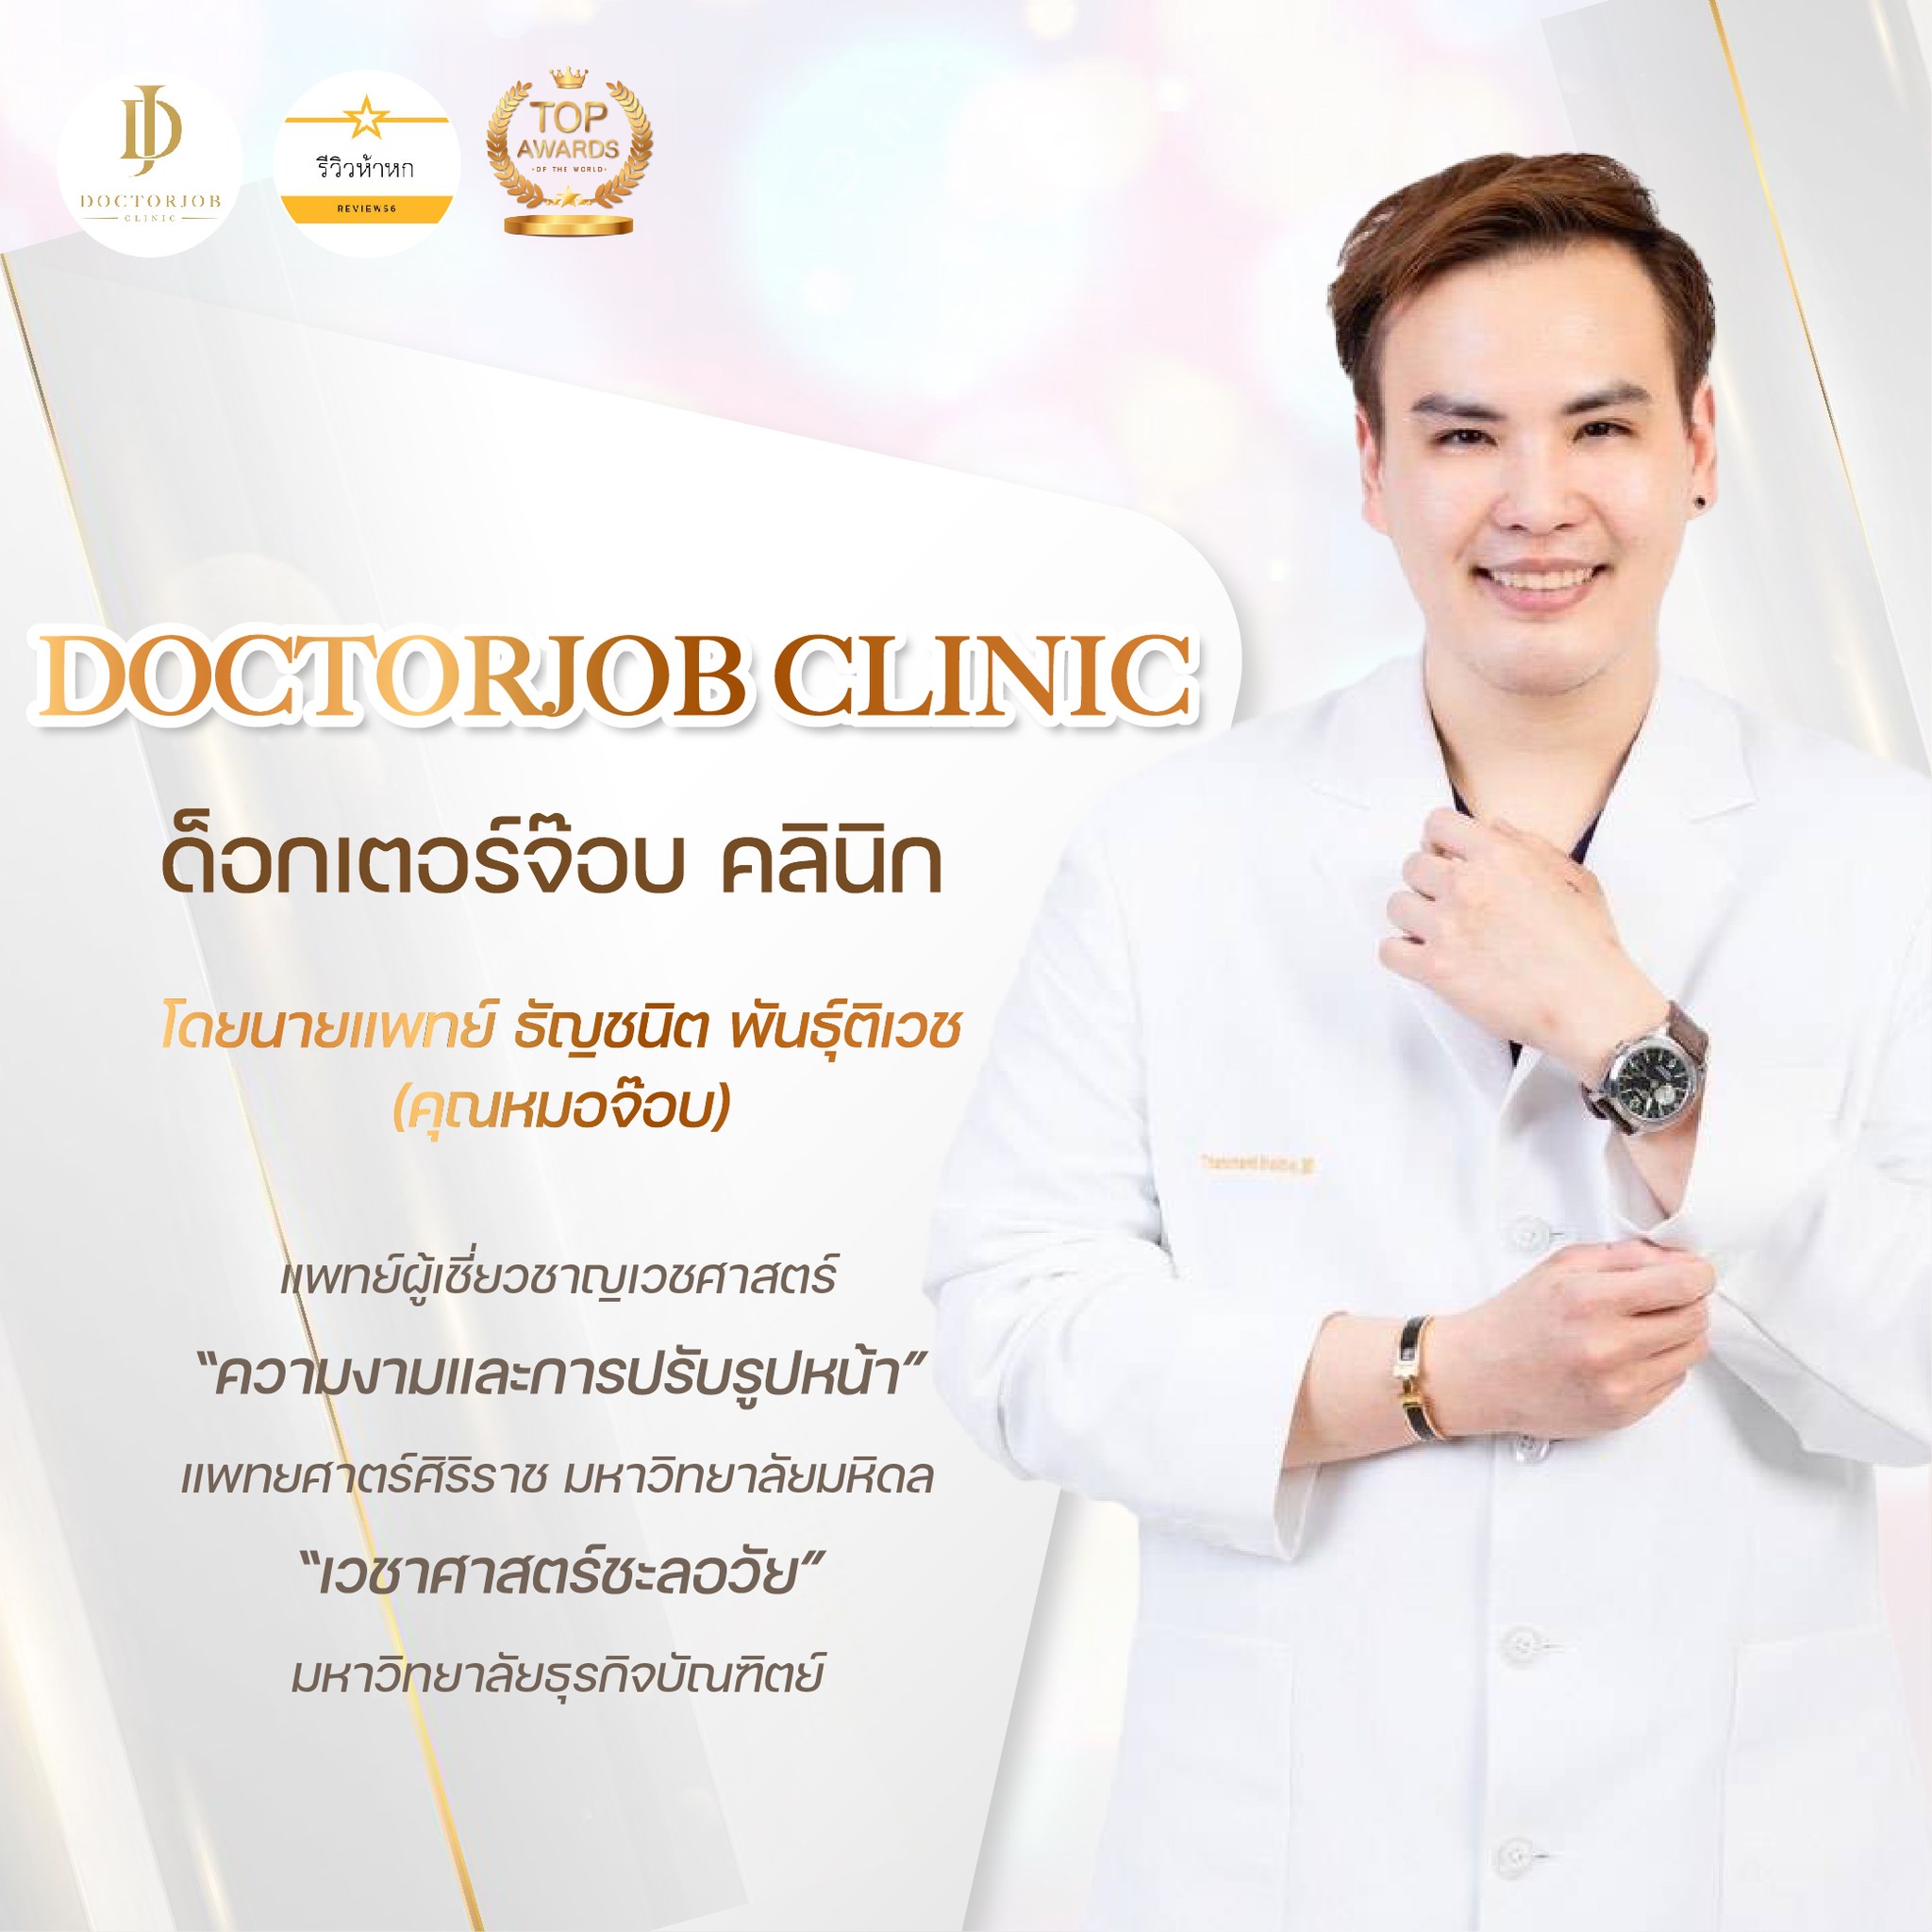 DJ
DOCTORJOB
CLINIC
รีวิวห้าหก
REVIEW56
TOP
AWARDS
OF THE WORLD
DOCTORJOB CLINIC
ด็อกเตอร์จ๊อบ คลินิก
โดยนายแพทย์ ธัญชนิต พันธุ์ติเวช
(คุณหมอจ๊อบ)
แพทย์ผู้เชี่ยวชาญเวชศาสตร์
“ความงามและการปรับรูปหน้า”
แพทยศาตร์ศิริราช มหาวิทยาลัยมหิดล
“เวชาศาสตร์ชะลอวัย”
มหาวิทยาลัยธุรกิจบัณฑิตย์